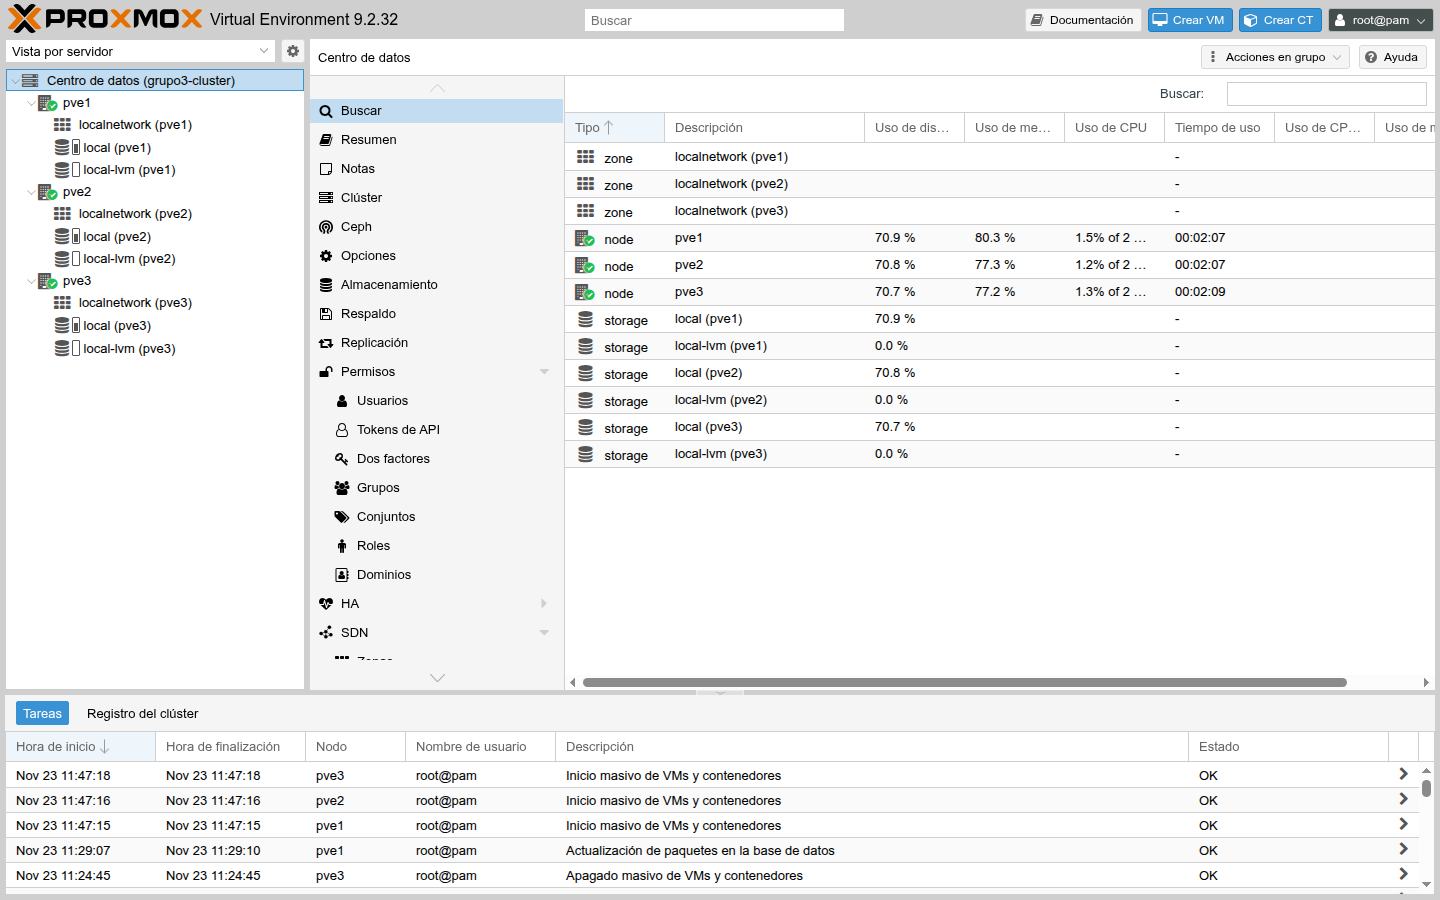 PROXMOX Virtual Environment 9.2.32 Buscar Documentación Crear VM Crear CT root@pam
Vista por servidor
Centro de datos (grupo3-cluster)
pve1
localnetwork (pve1)
local (pve1)
local-lvm (pve1)
pve2
localnetwork (pve2)
local (pve2)
local-lvm (pve2)
pve3
localnetwork (pve3)
local (pve3)
local-lvm (pve3)
Centro de datos Acciones en grupo Ayuda
Buscar
Resumen
Notas
Clúster
Ceph
Opciones
Almacenamiento
Respaldo
Replicación
Permisos
Usuarios
Tokens de API
Dos factores
Grupos
Conjuntos
Roles
Dominios
HA
SDN
Zonas
Buscar:
Tipo Descripción Uso de dis... Uso de me... Uso de CPU Tiempo de uso Uso de CP... Uso de m
zone localnetwork (pve1) -
zone localnetwork (pve2) -
zone localnetwork (pve3) -
node pve1 70.9 % 80.3 % 1.5% of 2 ... 00:02:07
node pve2 70.8 % 77.3 % 1.2% of 2 ... 00:02:07
node pve3 70.7 % 77.2 % 1.3% of 2 ... 00:02:09
storage local (pve1) 70.9 % -
storage local-lvm (pve1) 0.0 % -
storage local (pve2) 70.8 % -
storage local-lvm (pve2) 0.0 % -
storage local (pve3) 70.7 % -
storage local-lvm (pve3) 0.0 % -
Tareas Registro del clúster
Hora de inicio Hora de finalización Nodo Nombre de usuario Descripción Estado
Nov 23 11:47:18 Nov 23 11:47:18 pve3 root@pam Inicio masivo de VMs y contenedores OK
Nov 23 11:47:16 Nov 23 11:47:16 pve2 root@pam Inicio masivo de VMs y contenedores OK
Nov 23 11:47:15 Nov 23 11:47:15 pve1 root@pam Inicio masivo de VMs y contenedores OK
Nov 23 11:29:07 Nov 23 11:29:10 pve1 root@pam Actualización de paquetes en la base de datos OK
Nov 23 11:24:45 Nov 23 11:24:45 pve3 root@pam Apagado masivo de VMs y contenedores OK